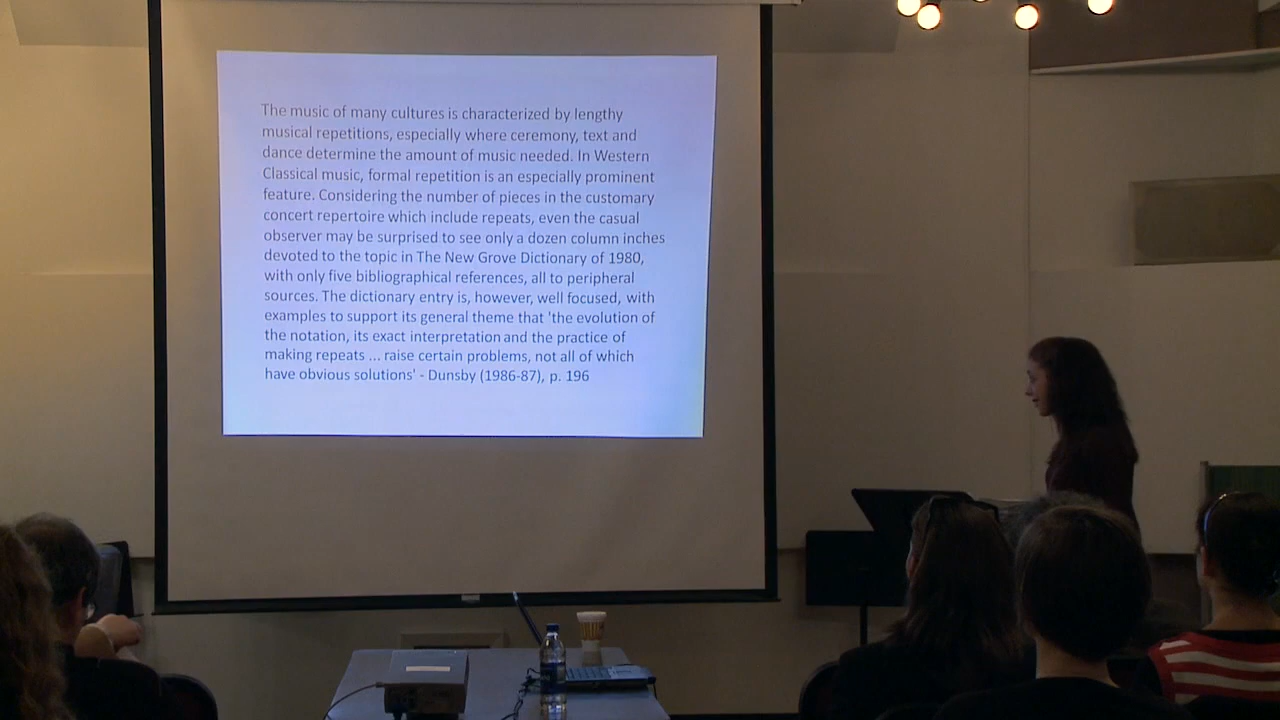 The music of many cultures is characterized by lengthy
musical repetitions, especially where ceremony, text and
dance determine the amount of music needed. In Western
Classical music, formal repetition is an especially prominent
feature. Considering the number of pieces in the customary
concert repertoire which include repeats, even the casual
observer may be surprised to see only a dozen column inches
devoted to the topic in The New Grove Dictionary of 1980,
with only five bibliographical references, all to peripheral
sources. The dictionary entry is, however, well focused, with
examples to support its general theme that 'the evolution of
the notation, its exact interpretation and the practice of
making repeats ... raise certain problems, not all of which
have obvious solutions' - Dunsby (1986-87), p. 196